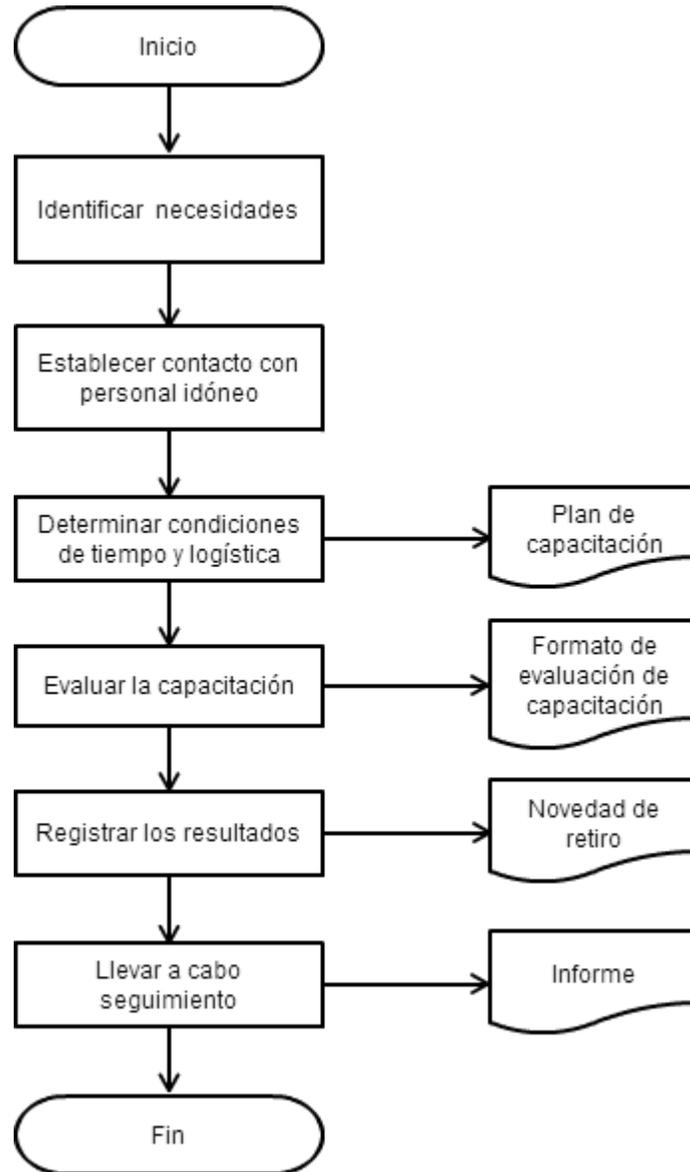 Inicio
Identificar necesidades
Establecer contacto con
personal idóneo
Determinar condiciones
de tiempo y logística
Plan de
capacitación
Evaluar la capacitación
Formato de
evaluación de
capacitación
Registrar los resultados
Novedad de
retiro
Llevar a cabo
seguimiento
Informe
Fin